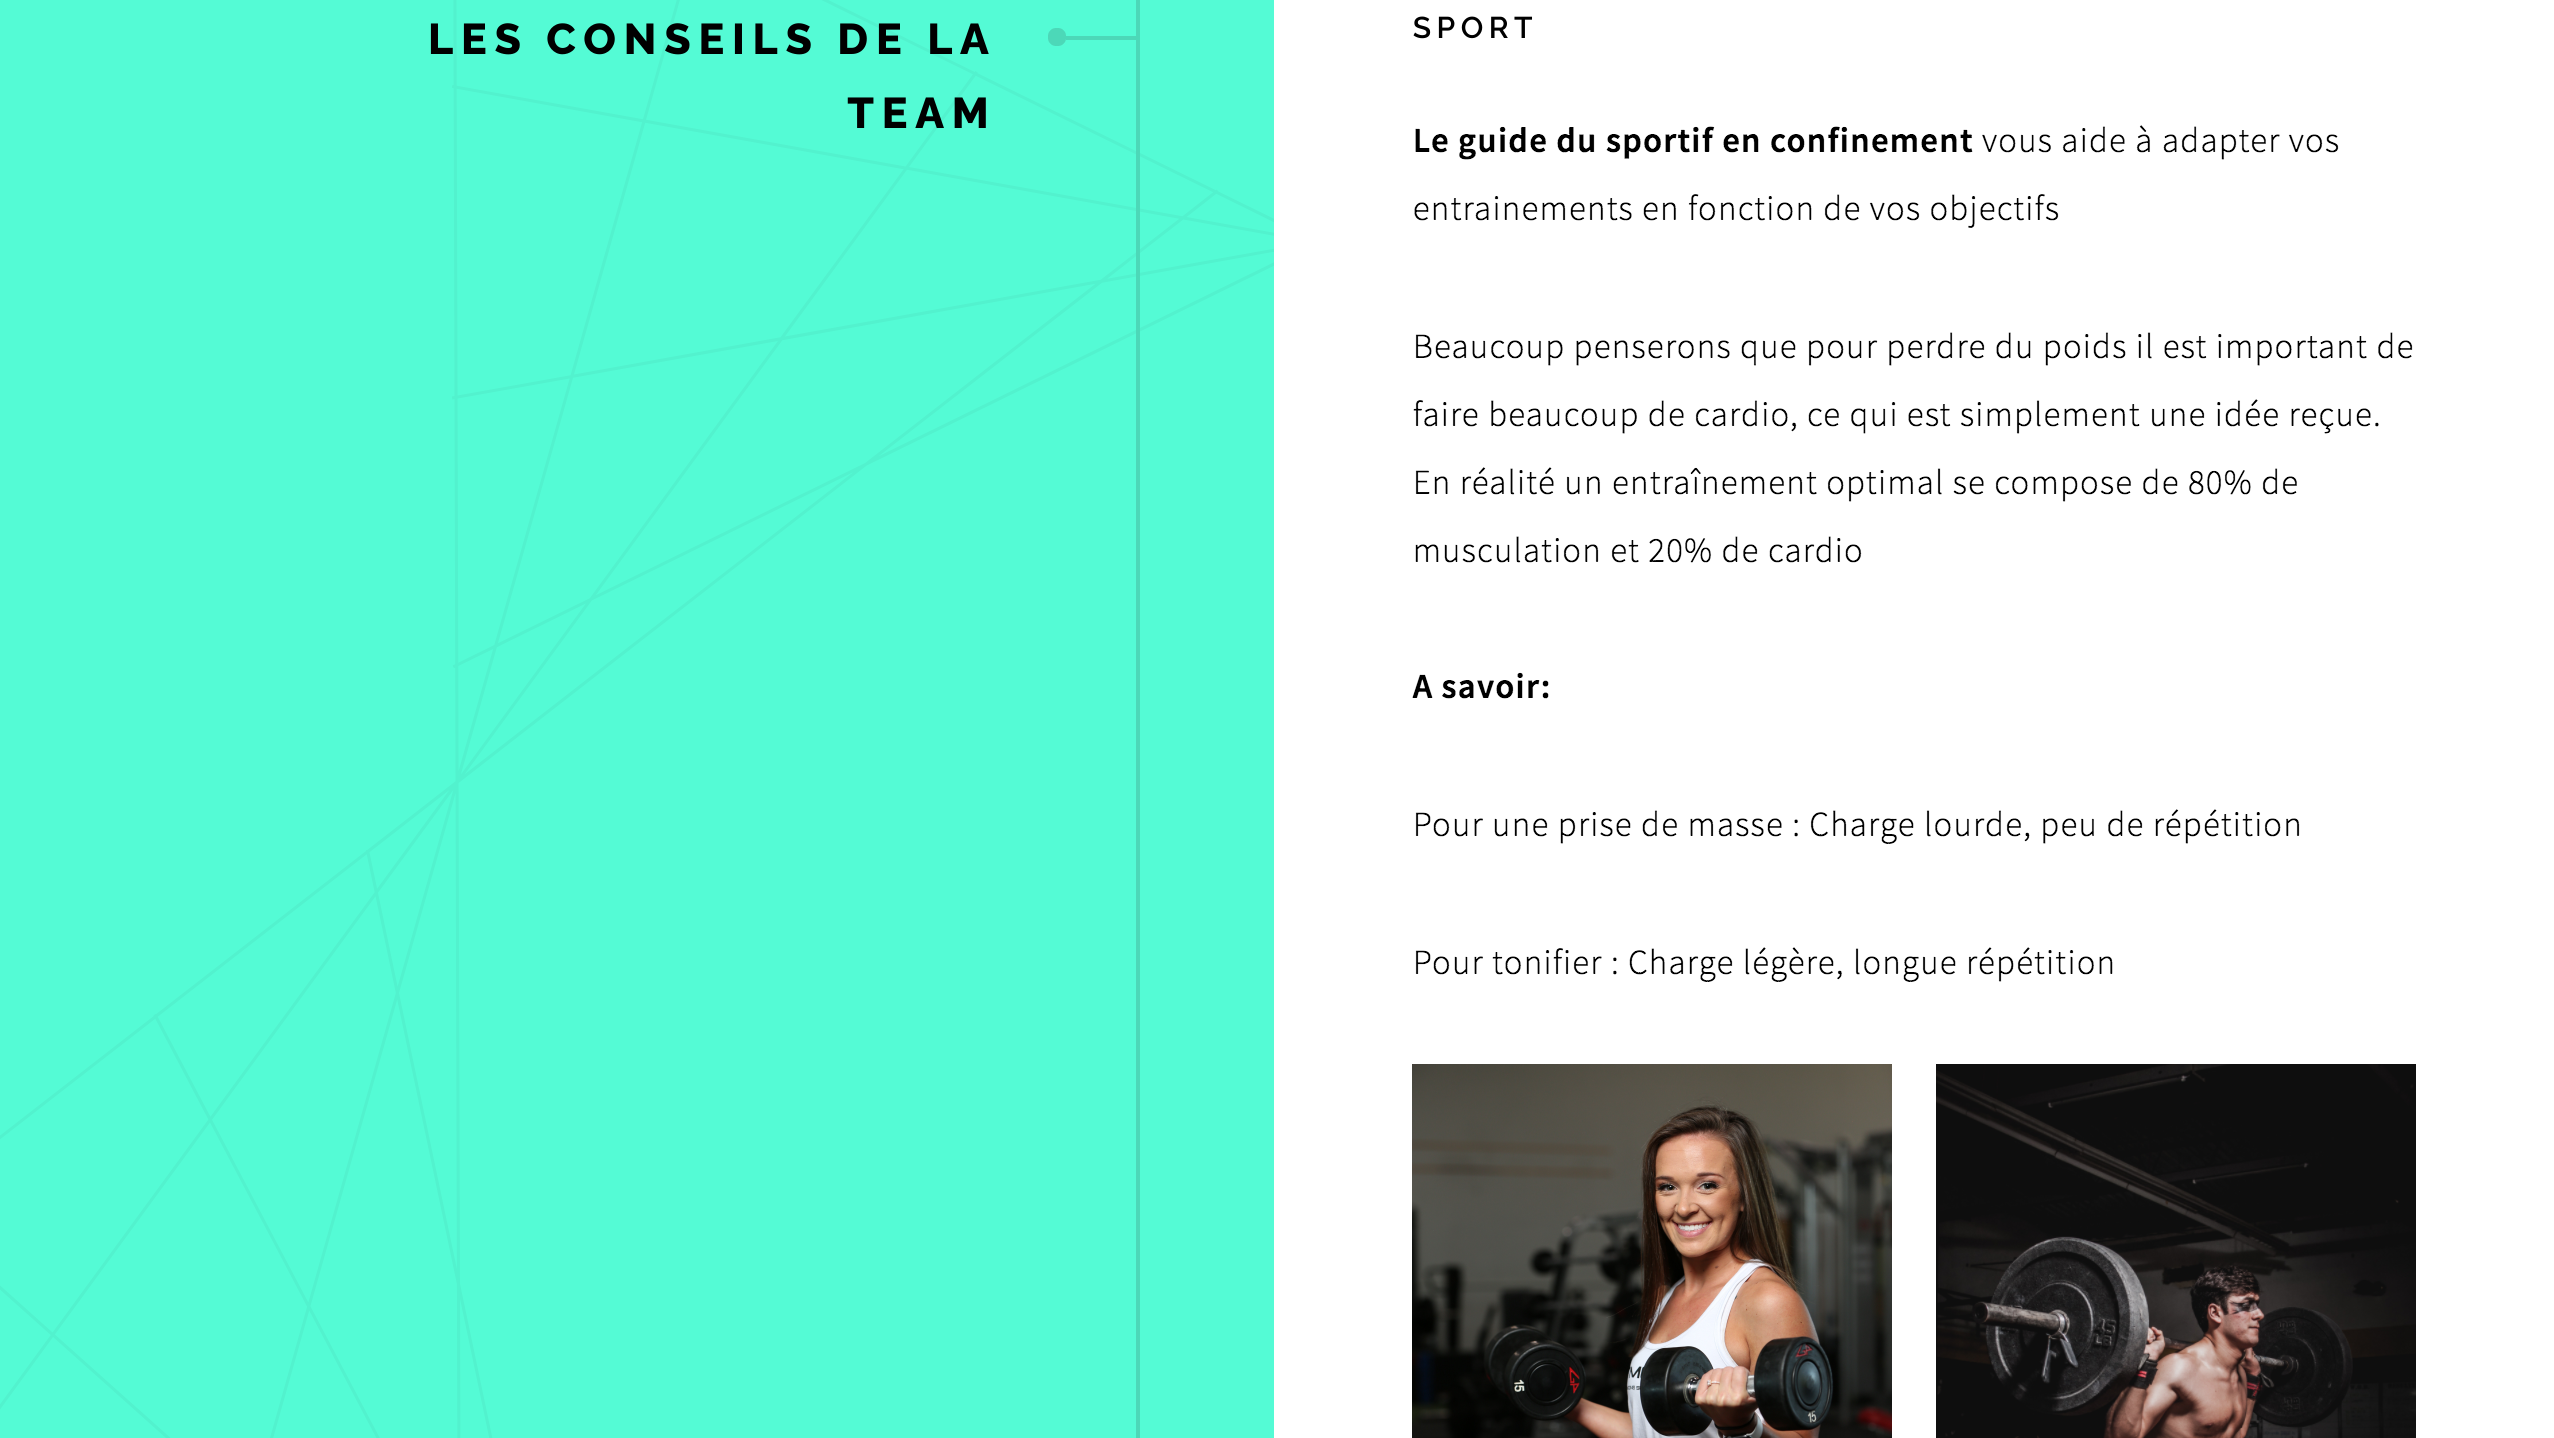 LES CONSEILS DE LA
TEAM
SPORT
Le guide du sportif en confinement vous aide à adapter vos
entrainements en fonction de vos objectifs
Beaucoup penserons que pour perdre du poids il est important de
faire beaucoup de cardio, ce qui est simplement une idée reçue.
En réalité un entraînement optimal se compose de 80% de
musculation et 20% de cardio
A savoir:
Pour une prise de masse : Charge lourde, peu de répétition
Pour tonifier : Charge légère, longue répétition
15
15